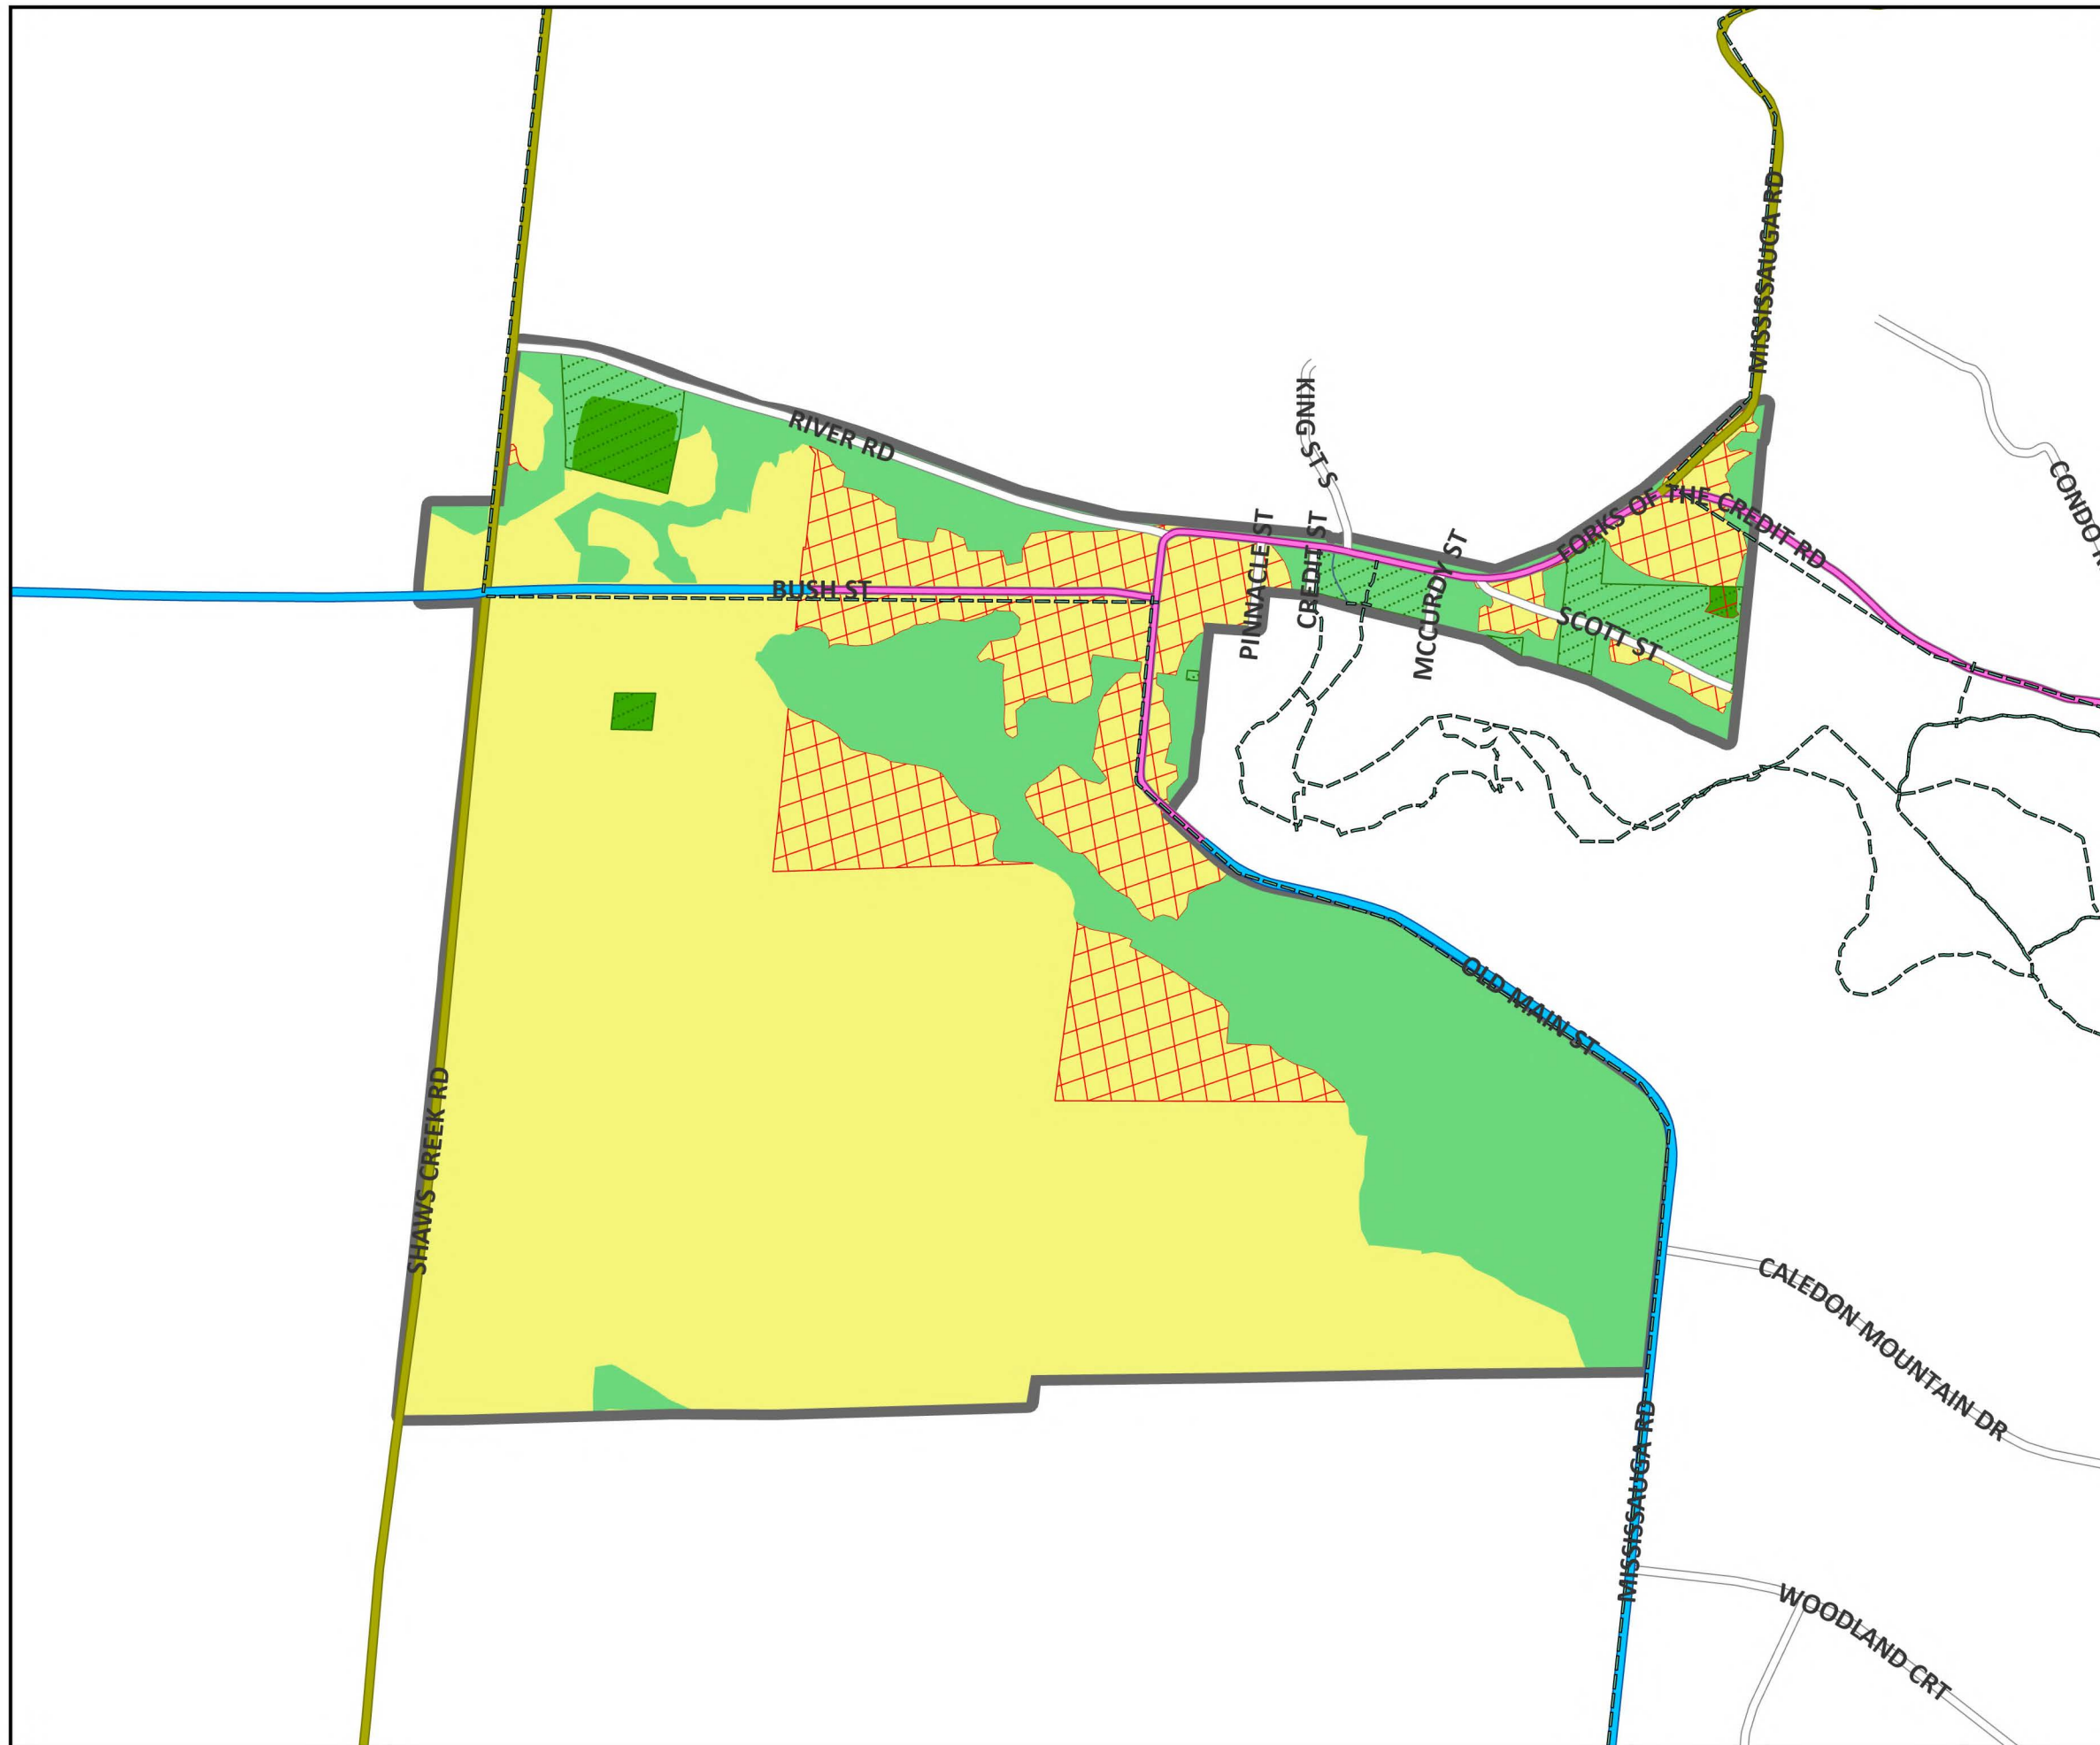 MISSISSAUGA RD
KING ST S
RIVER RD
CONDO
PINNACLE ST
CREDIT ST
MCCURDY ST
FORKS OF THE CREDIT RD
BUSH ST
SCOTT ST
OLD MAIN ST
SHAWS CREEK RD
CALEDON MOUNTAIN DR
MISSISSAUGA RD
WOODLAND CRT